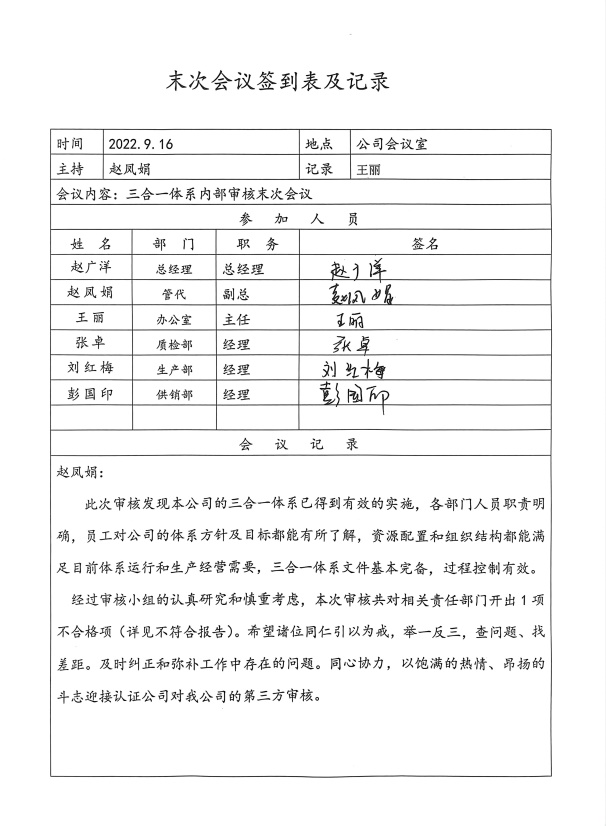 末次会议签到表及记录
时间 2022.9.16 地点 公司会议室
主持 赵凤娟 记录 王丽
会议内容：三合一体系内部审核末次会议
参 加 人 员
姓 名 部 门 职 务 签名
赵广洋 总经理 总经理 赵广洋
赵凤娟 管代 副总 赵凤娟
王丽 办公室 主任 王丽
张卓 质检部 经理 张卓
刘红梅 生产部 经理 刘红梅
彭国印 供销部 经理 彭国印
会 议 记 录
赵凤娟：
此次审核发现本公司的三合一体系已得到有效的实施，各部门人员职责明
确，员工对公司的体系方针及目标都能有所了解，资源配置和组织结构都能满
足目前体系运行和生产经营需要，三合一体系文件基本完备，过程控制有效。
经过审核小组的认真研究和慎重考虑，本次审核共对相关责任部门开出 1 项
不合格项（详见不符合报告）。希望诸位同仁引以为戒，举一反三，查问题、找
差距。及时纠正和弥补工作中存在的问题。同心协力，以饱满的热情、昂扬的
斗志迎接认证公司对我公司的第三方审核。